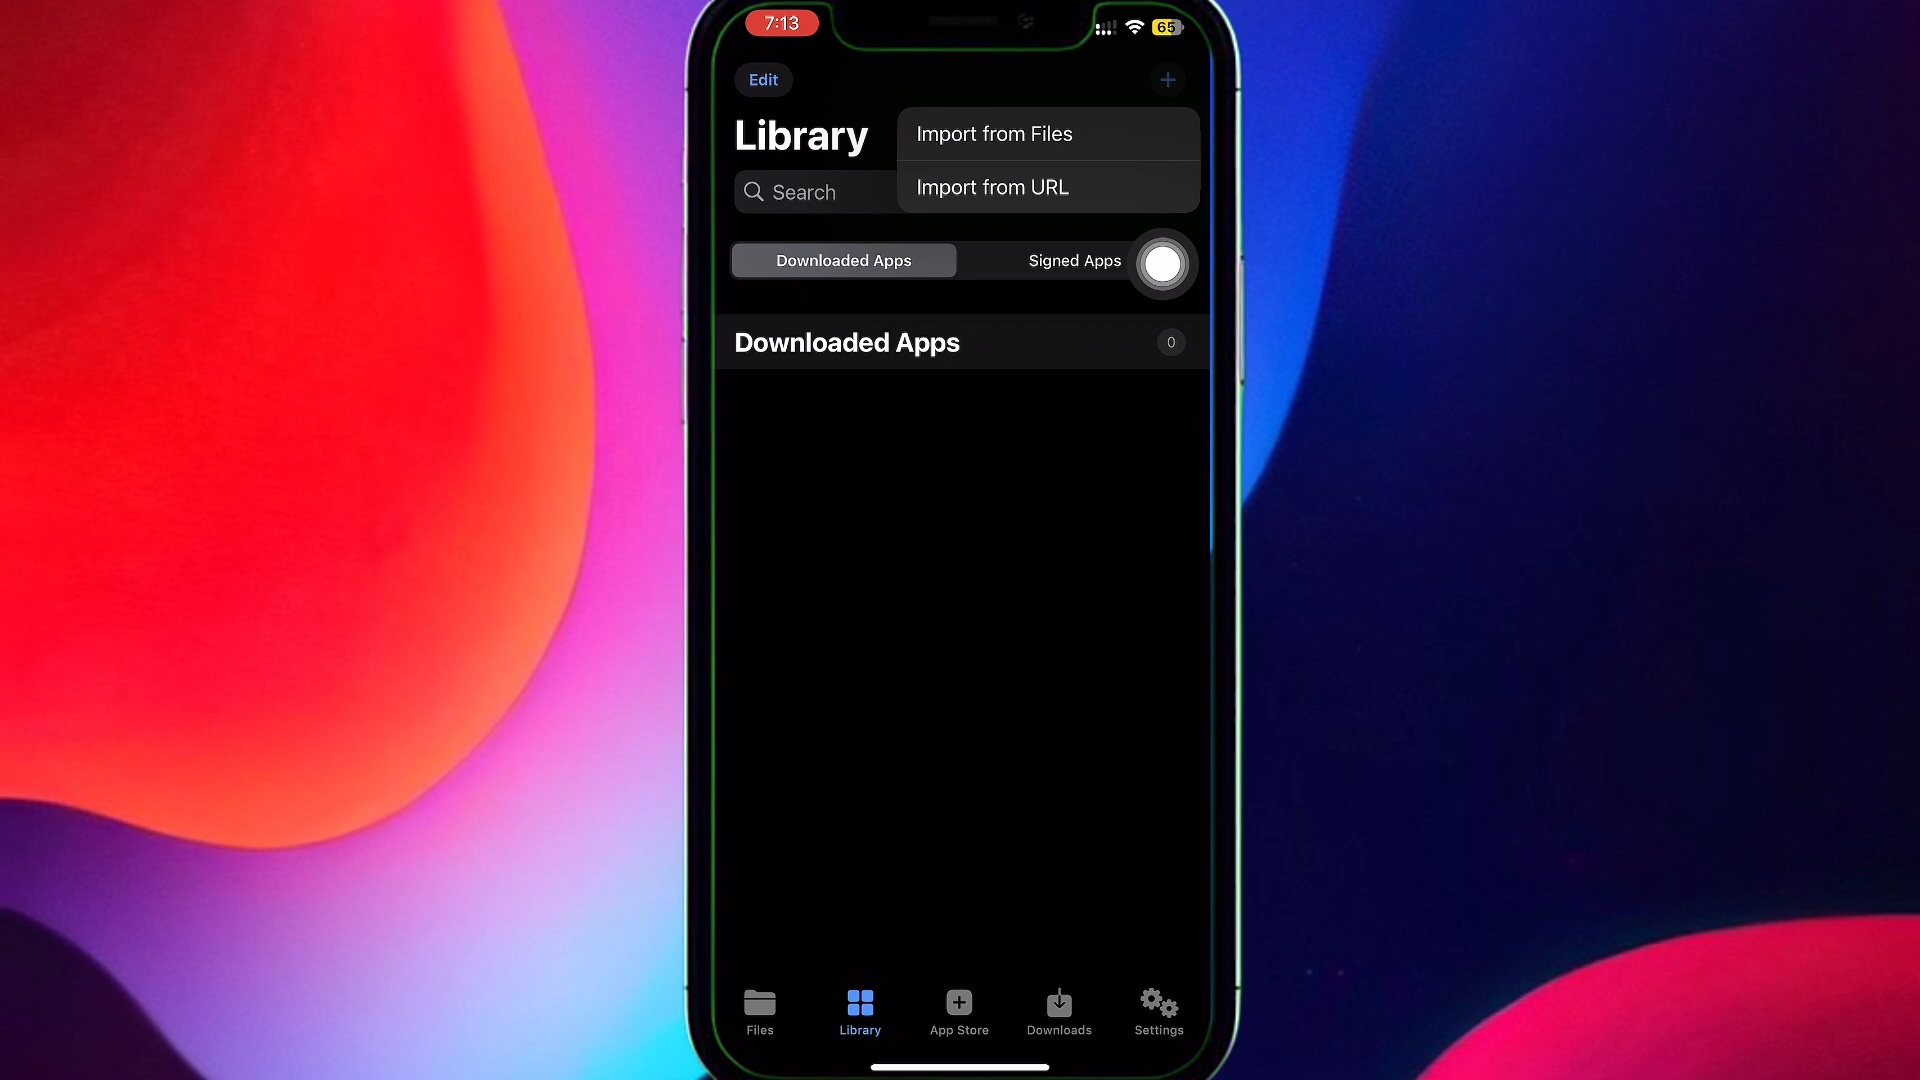 7:13
65
Edit
Library
Import from Files
Import from URL
Search
Downloaded Apps
Signed Apps
Downloaded Apps
0
Files
Library
App Store
Downloads
Settings